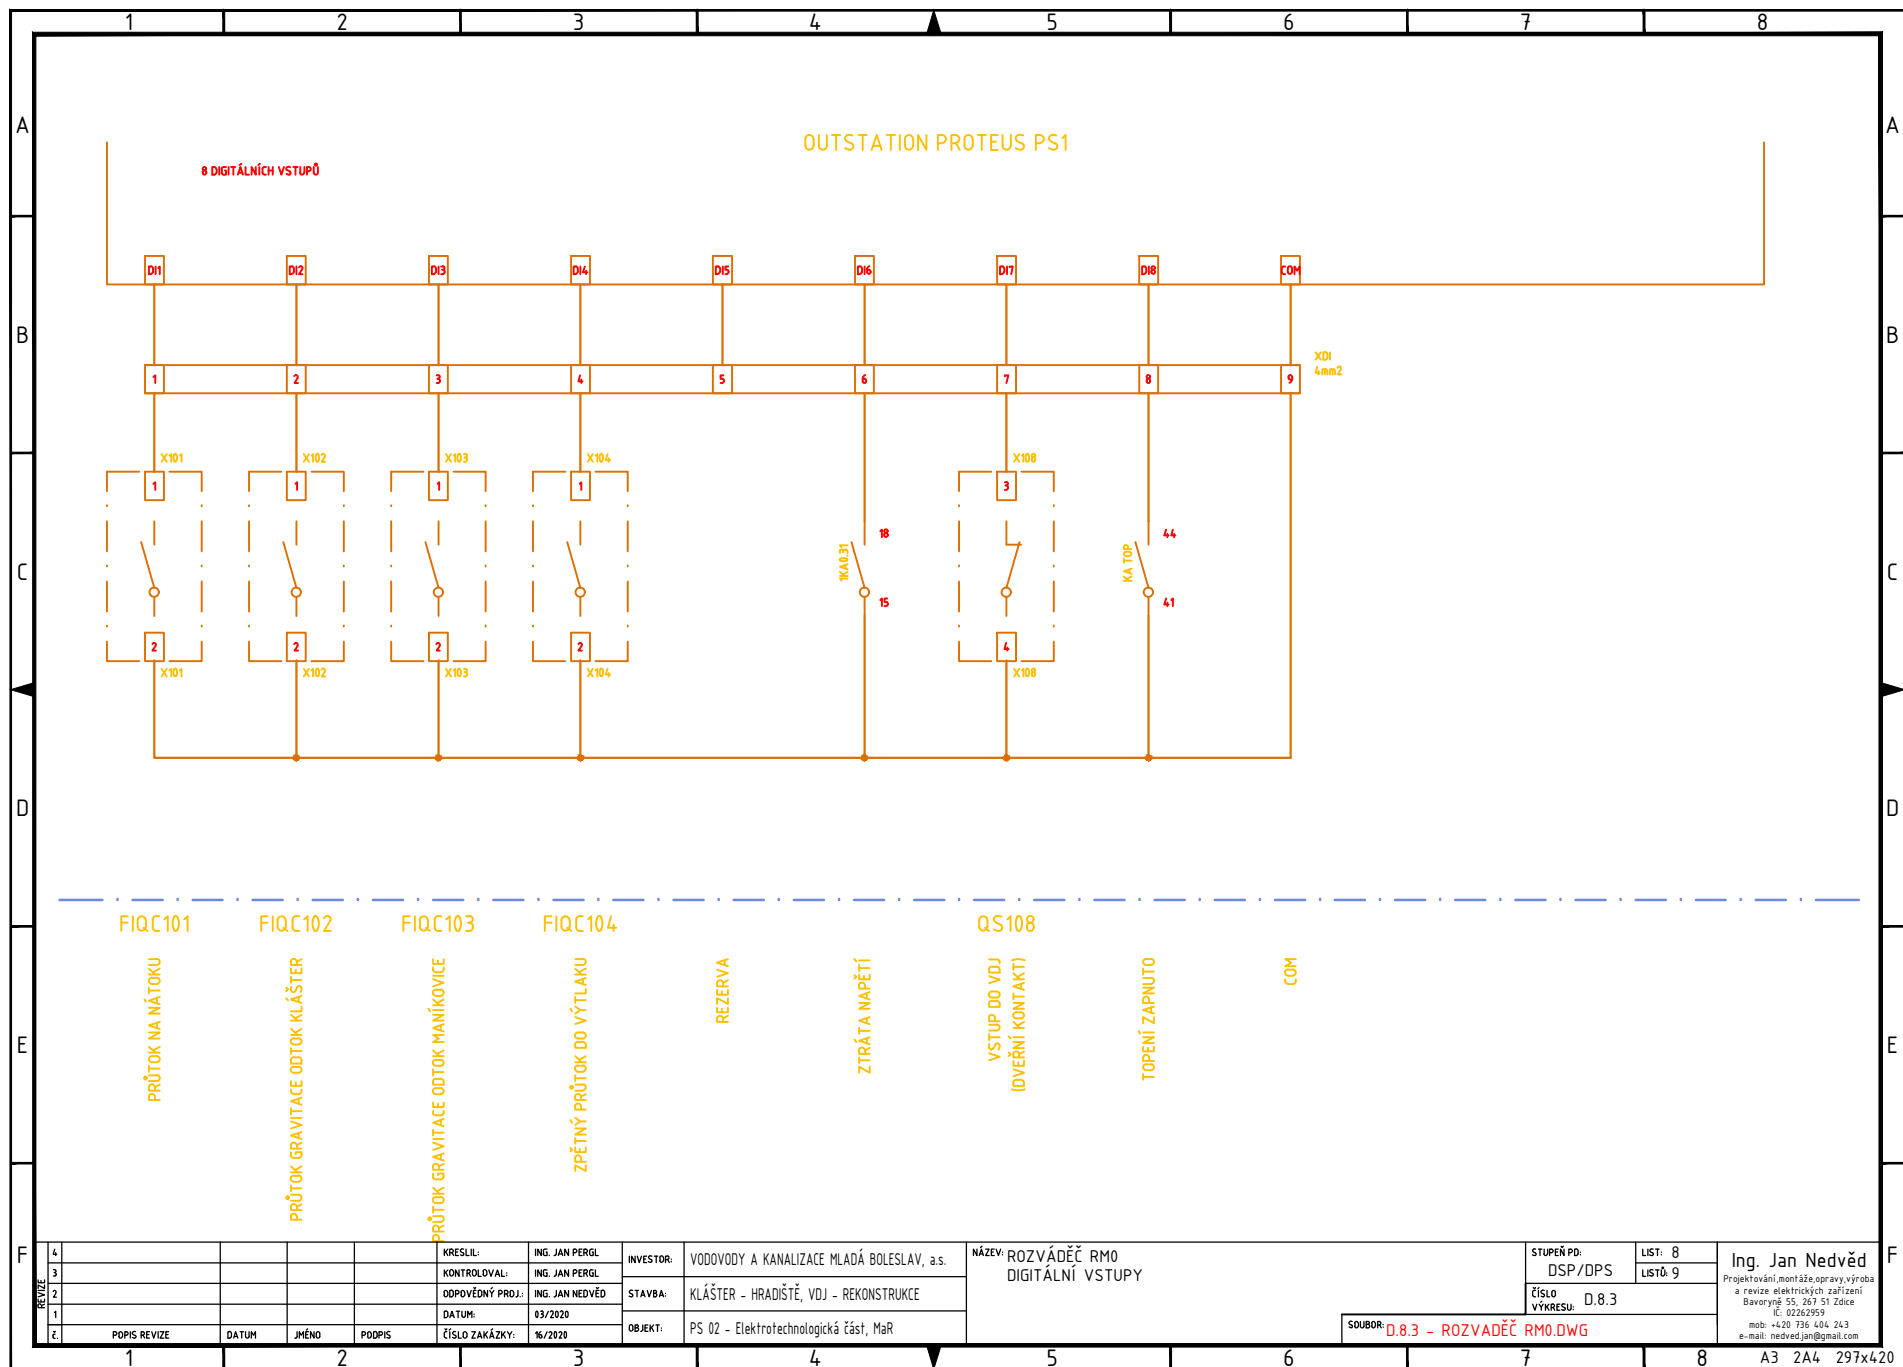 1 2 3 4 5 6 7 8
A A
OUTSTATION PROTEUS PS1
8 DIGITÁLNÍCH VSTUPŮ
DI1 DI2 DI3 DI4 DI5 DI6 DI7 DI8 COM
B B
XDI
4mm2
1 2 3 4 5 6 7 8 9
X101 X102 X103 X104 X108
1 1 1 1 3
18 44
1KA0.31 KA TOP
C C
15 41
2 2 2 2 4
X101 X102 X103 X104 X108
D D
FIQC101 FIQC102 FIQC103 FIQC104 QS108
PRŮTOK NA NÁTOKU
PRŮTOK GRAVITACE ODTOK KLÁŠTER
PRŮTOK GRAVITACE ODTOK MANÍKOVICE
ZPĚTNÝ PRŮTOK DO VÝTLAKU
REZERVA
ZTRÁTA NAPĚTÍ
VSTUP DO VDJ
(DVEŘNÍ KONTAKT)
TOPENÍ ZAPNUTO
COM
E E
F F
REVIZE
4
3
2
1
č. POPIS REVIZE DATUM JMÉNO PODPIS
KRESLIL: ING. JAN PERGL
KONTROLOVAL: ING. JAN PERGL
ODPOVĚDNÝ PROJ.: ING. JAN NEDVĚD
DATUM: 03/2020
ČÍSLO ZAKÁZKY: 16/2020
INVESTOR: VODOVODY A KANALIZACE MLADÁ BOLESLAV, a.s.
STAVBA: KLÁŠTER - HRADIŠTĚ, VDJ - REKONSTRUKCE
OBJEKT: PS 02 - Elektrotechnologická část, MaR
NÁZEV: ROZVÁDĚČ RM0
DIGITÁLNÍ VSTUPY
STUPEŇ PD:
DSP/DPS
LIST: 8
LISTŮ: 9
ČÍSLO
VÝKRESU: D.8.3
SOUBOR: D.8.3 - ROZVADĚČ RM0.DWG
Ing. Jan Nedvěd
Projektování,montáže,opravy,výroba
a revize elektrických zařízení
Bavoryně 55, 267 51 Zdice
IČ: 02262959
mob: +420 736 404 243
e-mail: nedved.jan@gmail.com
1 2 3 4 5 6 7 8
A3 2A4 297x420